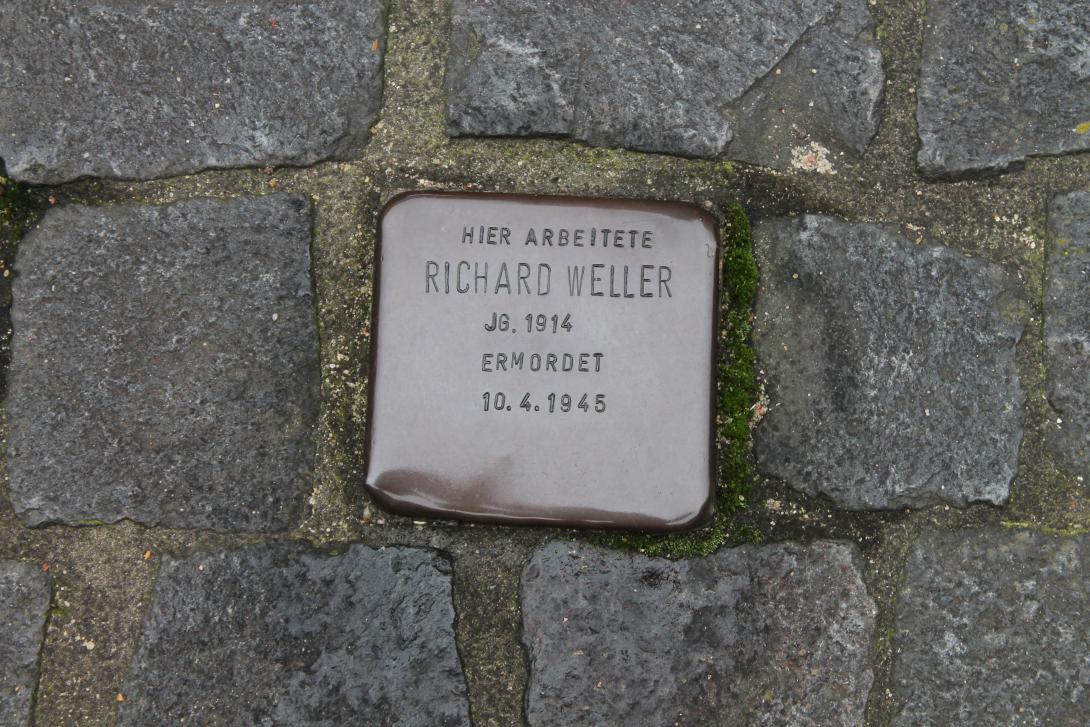 HIER ARBEITETE
RICHARD WELLER
JG. 1914
ERMORDET
10.4.1945